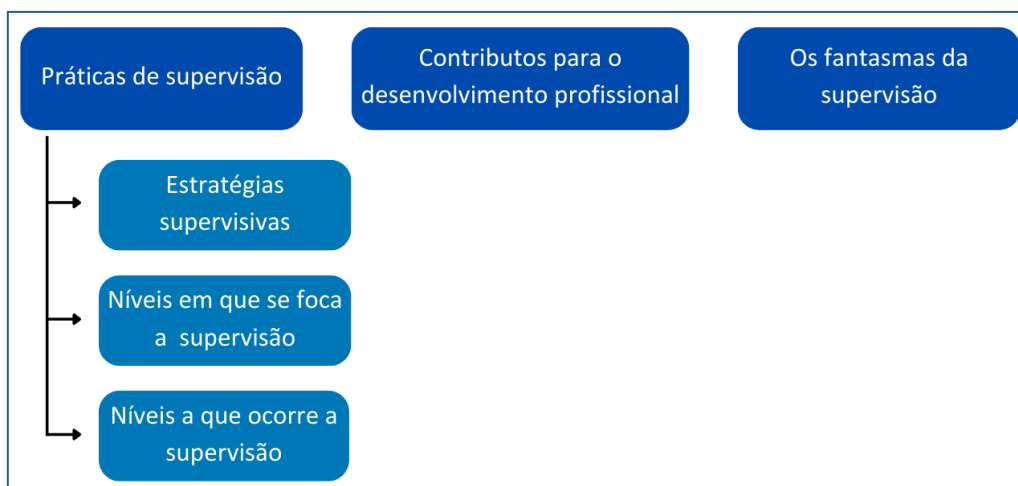 Práticas de supervisão
Contributos para o
desenvolvimento profissional
Os fantasmas da
supervisão
Estratégias
supervisivas
Níveis em que se foca
a supervisão
Níveis a que ocorre a
supervisão